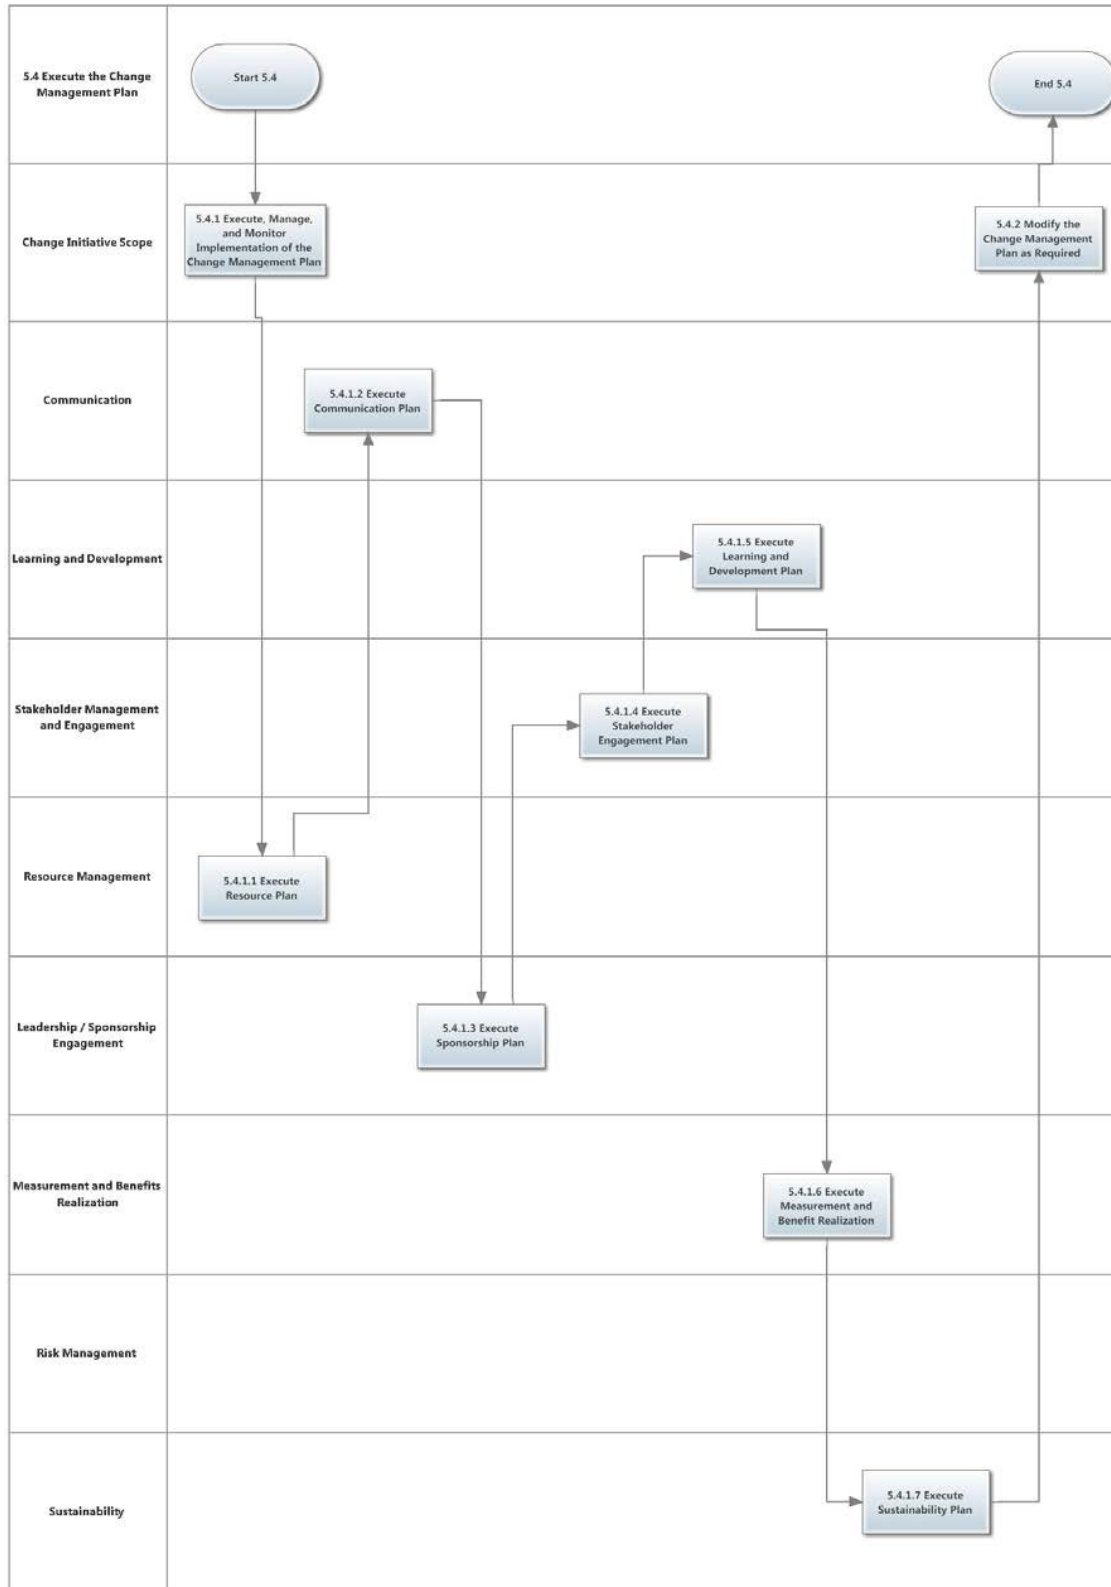 5.4 Execute the Change
Management Plan
Start 5.4
End 5.4
Change Initiative Scope
5.4.1 Execute, Manage,
and Monitor
Implementation of the
Change Management Plan
5.4.2 Modify the
Change Management
Plan as Required
Communication
5.4.1.2 Execute
Communication Plan
Learning and Development
5.4.1.5 Execute
Learning and
Development Plan
Stakeholder Management
and Engagement
5.4.1.4 Execute
Stakeholder
Engagement Plan
Resource Management
5.4.1.1 Execute
Resource Plan
Leadership / Sponsorship
Engagement
5.4.1.3 Execute
Sponsorship Plan
Measurement and Benefits
Realization
5.4.1.6 Execute
Measurement and
Benefit Realization
Risk Management
Sustainability
5.4.1.7 Execute
Sustainability Plan